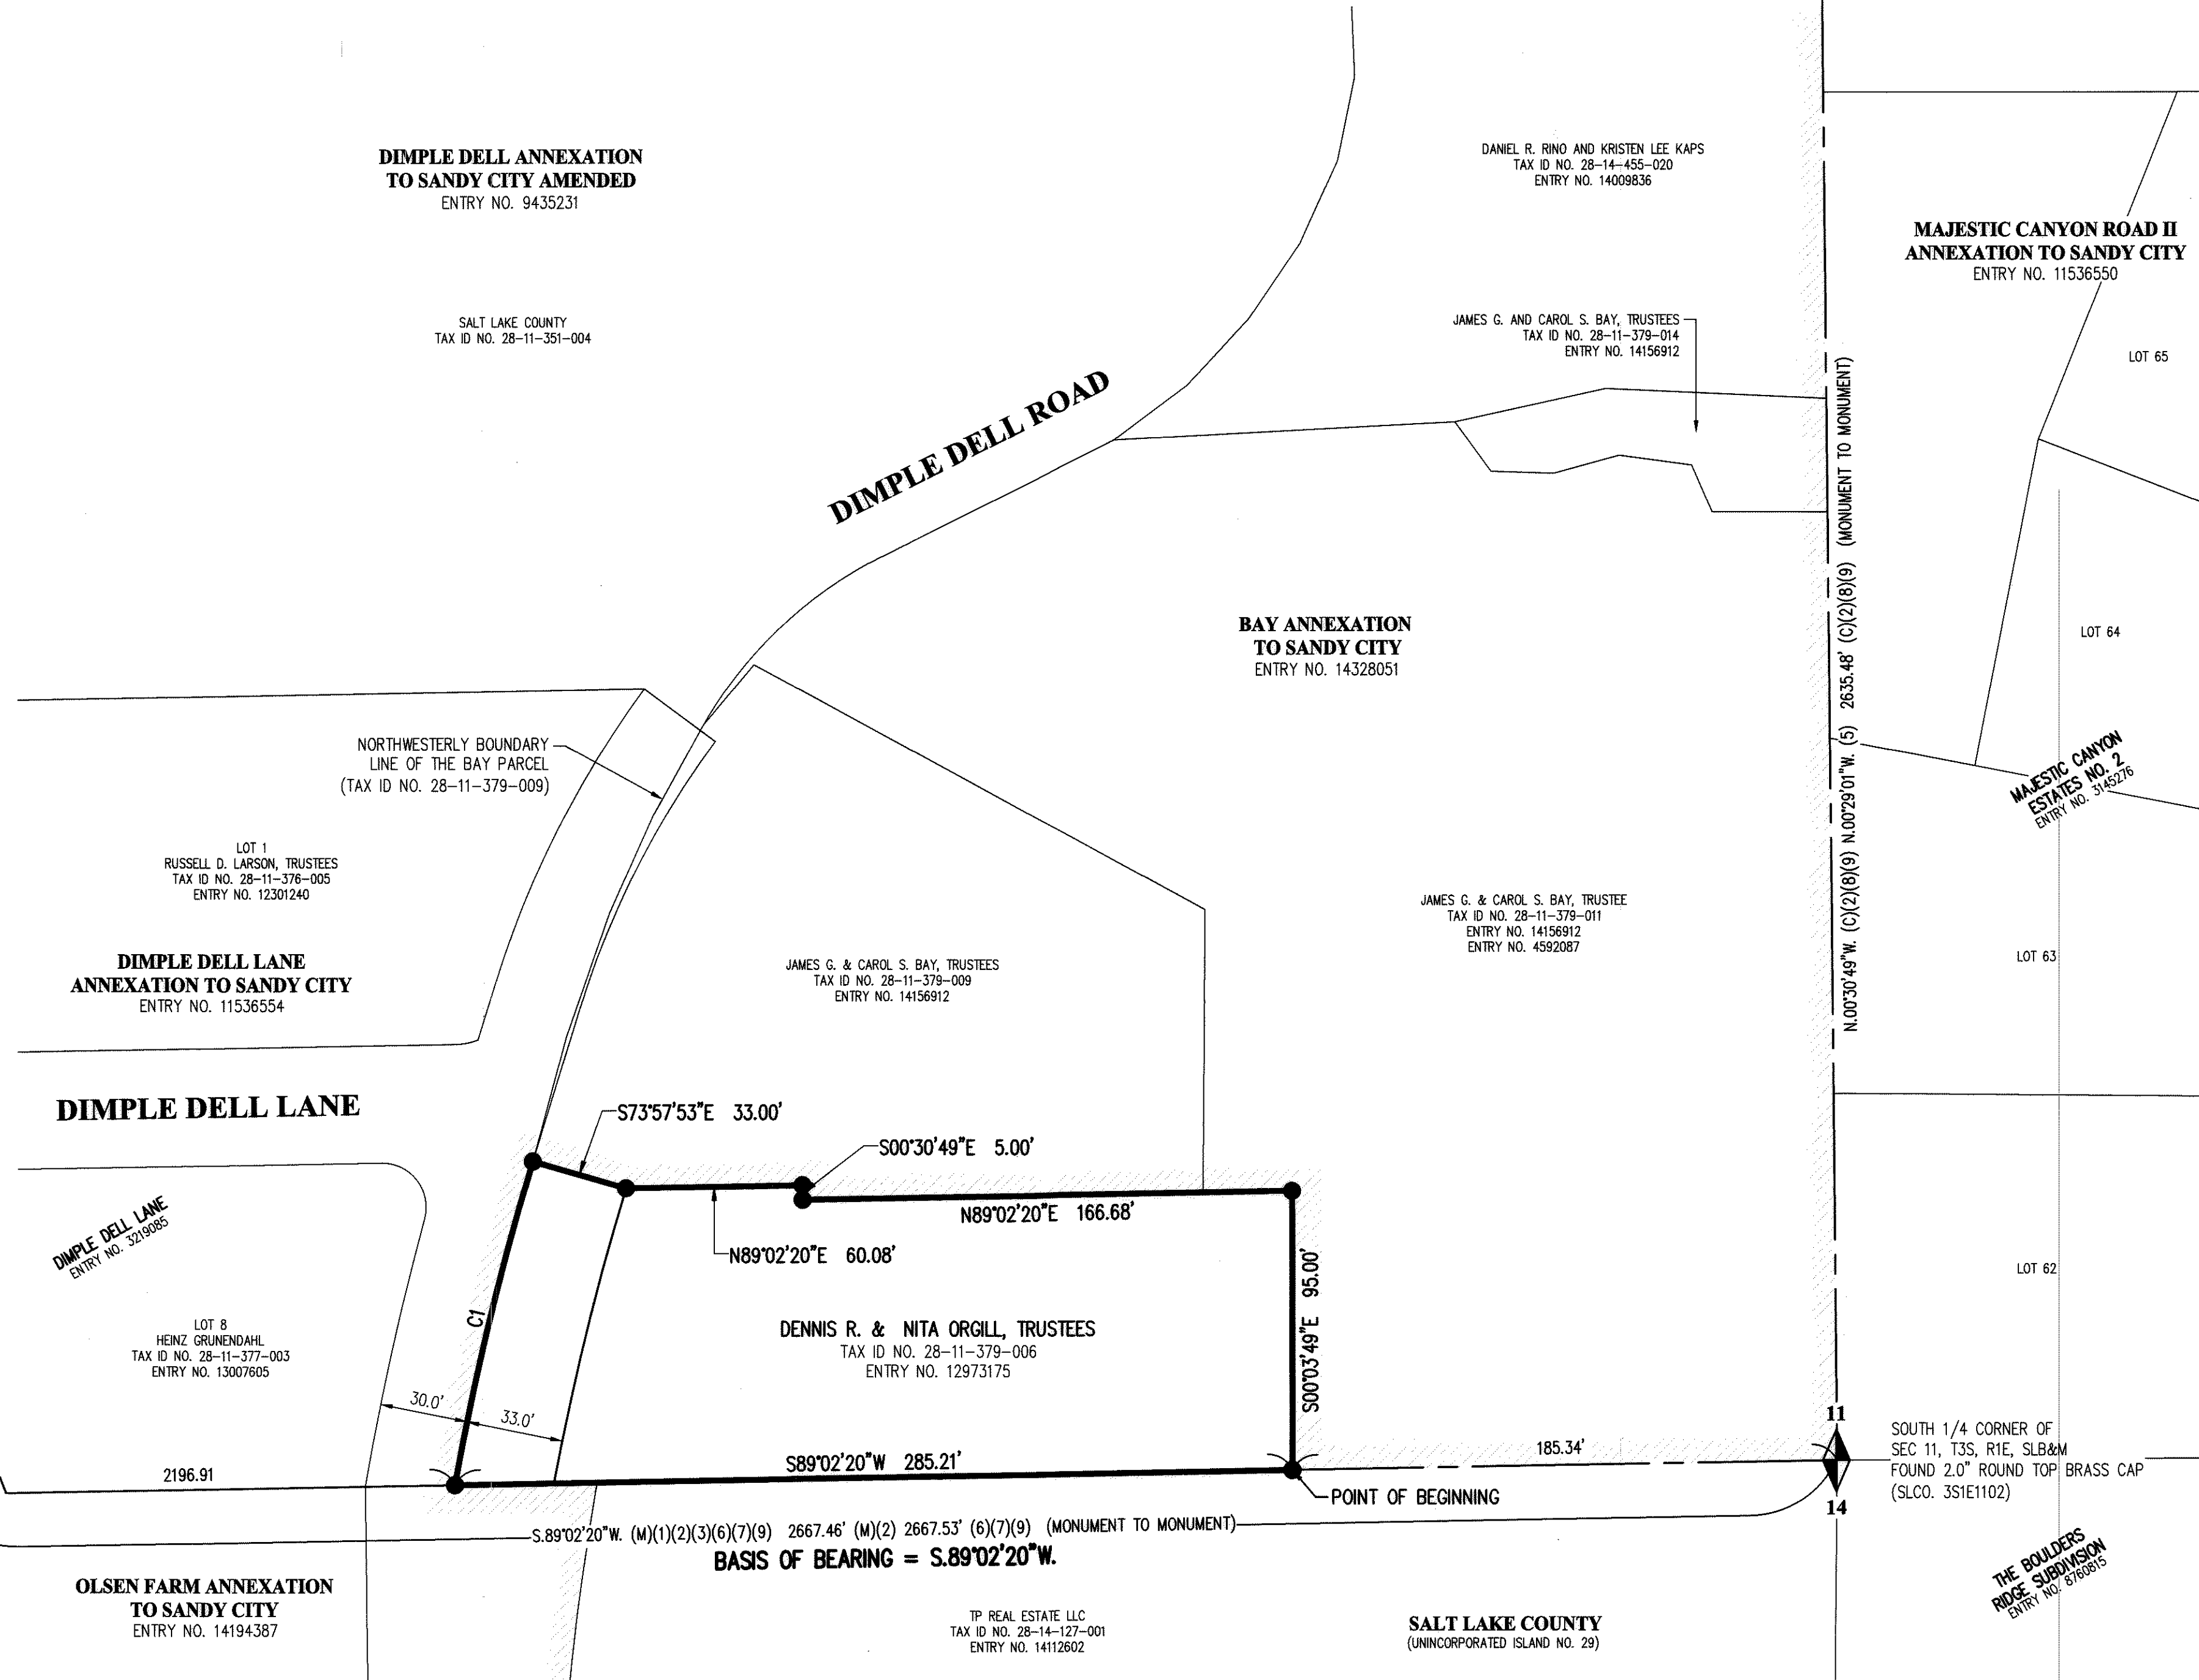 DIMPLE DELL ANNEXATION
TO SANDY CITY AMENDED
ENTRY NO. 9435231
SALT LAKE COUNTY
TAX ID NO. 28-11-351-004
DANIEL R. RINO AND KRISTEN LEE KAPS
TAX ID NO. 28-14-455-020
ENTRY NO. 14009836
MAJESTIC CANYON ROAD II
ANNEXATION TO SANDY CITY
ENTRY NO. 11536550
JAMES G. AND CAROL S. BAY, TRUSTEES
TAX ID NO. 28-11-379-014
ENTRY NO. 14156912
LOT 65
DIMPLE DELL ROAD
BAY ANNEXATION
TO SANDY CITY
ENTRY NO. 14328051
LOT 64
N.00°30'49"W. (C)(2)(8)(9) N.00°29'01"W. (5) 2635.48' (C)(2)(8)(9) (MONUMENT TO MONUMENT)
NORTHWESTERLY BOUNDARY
LINE OF THE BAY PARCEL
(TAX ID NO. 28-11-379-009)
MAJESTIC CANYON
ESTATES NO. 2
ENTRY NO. 3145276
LOT 1
RUSSELL D. LARSON, TRUSTEES
TAX ID NO. 28-11-376-005
ENTRY NO. 12301240
JAMES G. & CAROL S. BAY, TRUSTEE
TAX ID NO. 28-11-379-011
ENTRY NO. 14156912
ENTRY NO. 4592087
LOT 63
DIMPLE DELL LANE
ANNEXATION TO SANDY CITY
ENTRY NO. 11536554
JAMES G. & CAROL S. BAY, TRUSTEES
TAX ID NO. 28-11-379-009
ENTRY NO. 14156912
DIMPLE DELL LANE
S73°57'53"E 33.00'
S00°30'49"E 5.00'
N89°02'20"E 166.68'
N89°02'20"E 60.08'
DIMPLE DELL LANE
ENTRY NO. 3219085
C1
S00°03'49"E 95.00'
LOT 62
LOT 8
HEINZ GRUNENDAHL
TAX ID NO. 28-11-377-003
ENTRY NO. 13007605
DENNIS R. & NITA ORGILL, TRUSTEES
TAX ID NO. 28-11-379-006
ENTRY NO. 12973175
30.0'
33.0'
11
SOUTH 1/4 CORNER OF
SEC 11, T3S, R1E, SLB&M
FOUND 2.0" ROUND TOP BRASS CAP
(SLCO. 3S1E1102)
14
2196.91
S89°02'20"W 285.21'
185.34'
POINT OF BEGINNING
S.89°02'20"W. (M)(1)(2)(3)(6)(7)(9) 2667.46' (M)(2) 2667.53' (6)(7)(9) (MONUMENT TO MONUMENT)
BASIS OF BEARING = S.89°02'20"W.
OLSEN FARM ANNEXATION
TO SANDY CITY
ENTRY NO. 14194387
TP REAL ESTATE LLC
TAX ID NO. 28-14-127-001
ENTRY NO. 14112602
SALT LAKE COUNTY
(UNINCORPORATED ISLAND NO. 29)
THE BOULDERS
RIDGE SUBDIVISION
ENTRY NO. 8760815